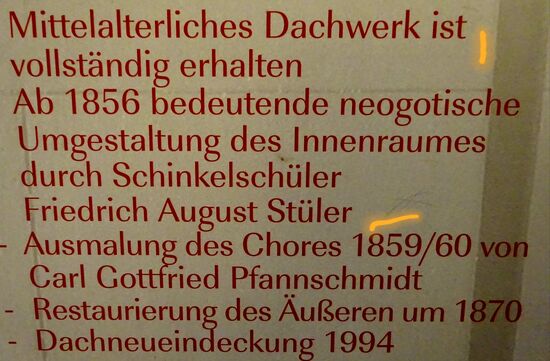 Mittelalterliches Dachwerk ist
vollständig erhalten
Ab 1856 bedeutende neogotische
Umgestaltung des Innenraumes
durch Schinkelschüler
Friedrich August Stüler
- Ausmalung des Chores 1859/60 von
Carl Gottfried Pfannschmidt
- Restaurierung des Äußeren um 1870
- Dachneueindeckung 1994